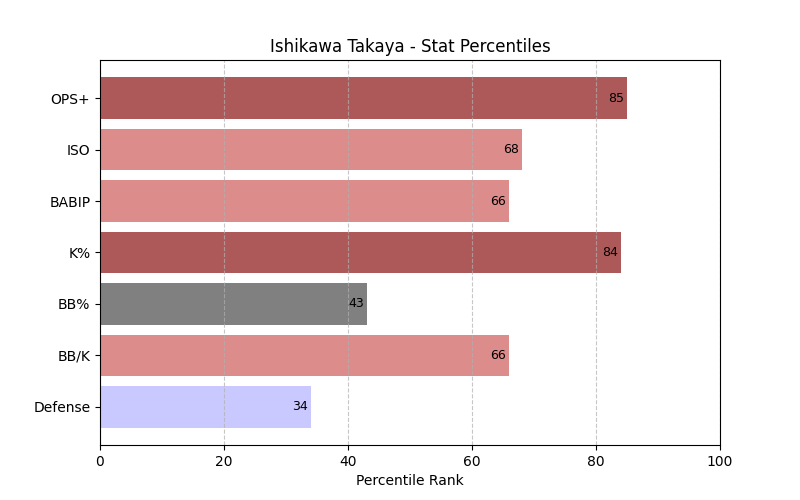 Ishikawa Takaya - Stat Percentiles
OPS+ 85
ISO 68
BABIP 66
K% 84
BB% 43
BB/K 66
Defense 34
0 20 40 60 80 100
Percentile Rank